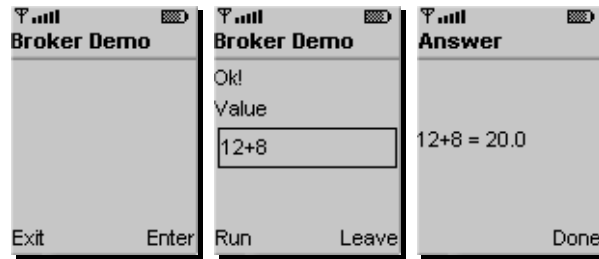 Broker Demo
Exit Enter
Broker Demo
Ok!
Value
12+8
Run Leave
Answer
12+8 = 20.0
Done